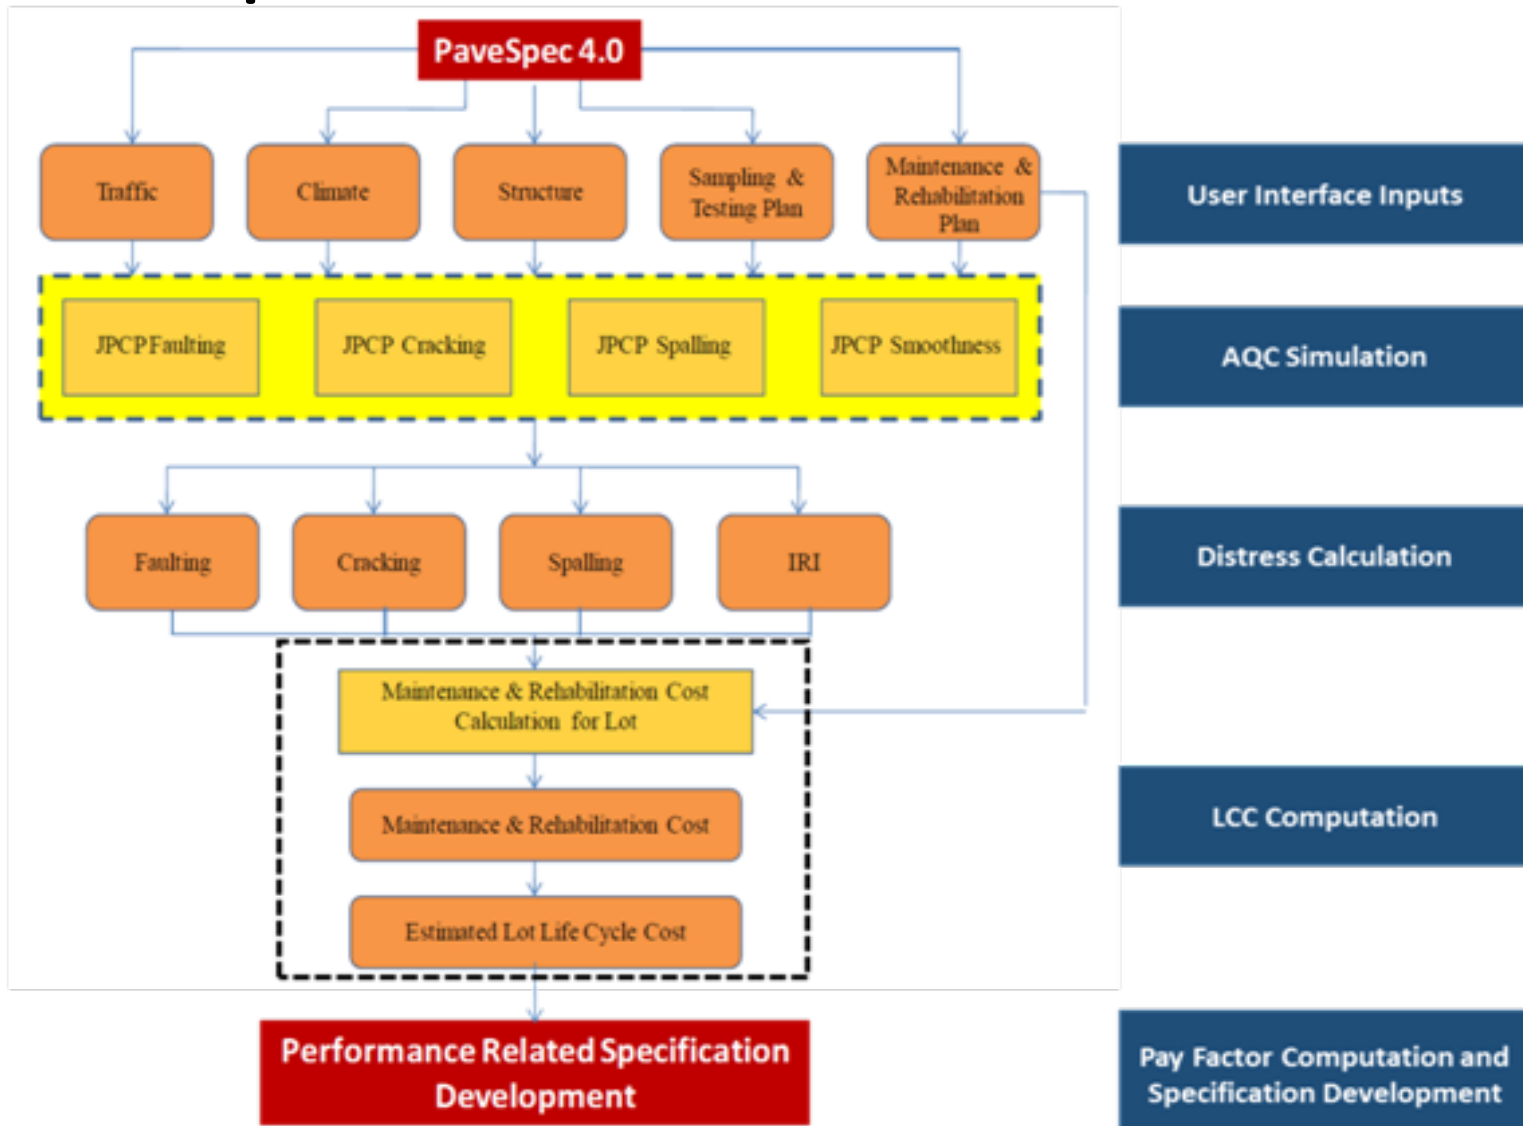 PaveSpec 4.0
Traffic
Climate
Structure
Sampling &
Testing Plan
Maintenance &
Rehabilitation
Plan
User Interface Inputs
JPCP Faulting
JPCP Cracking
JPCP Spalling
JPCP Smoothness
AQC Simulation
Faulting
Cracking
Spalling
IRI
Distress Calculation
Maintenance & Rehabilitation Cost
Calculation for Lot
Maintenance & Rehabilitation Cost
Estimated Lot Life Cycle Cost
LCC Computation
Performance Related Specification
Development
Pay Factor Computation and
Specification Development